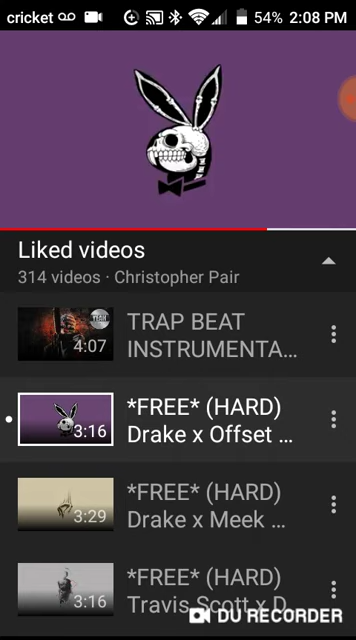 cricket 54% 2:08 PM
Liked videos
314 videos · Christopher Pair
TRAP BEAT
INSTRUMENTA...
4:07
*FREE* (HARD)
Drake x Offset ...
3:16
*FREE* (HARD)
Drake x Meek ...
3:29
*FREE* (HARD)
Travis Scott x D...
3:16
DU RECORDER